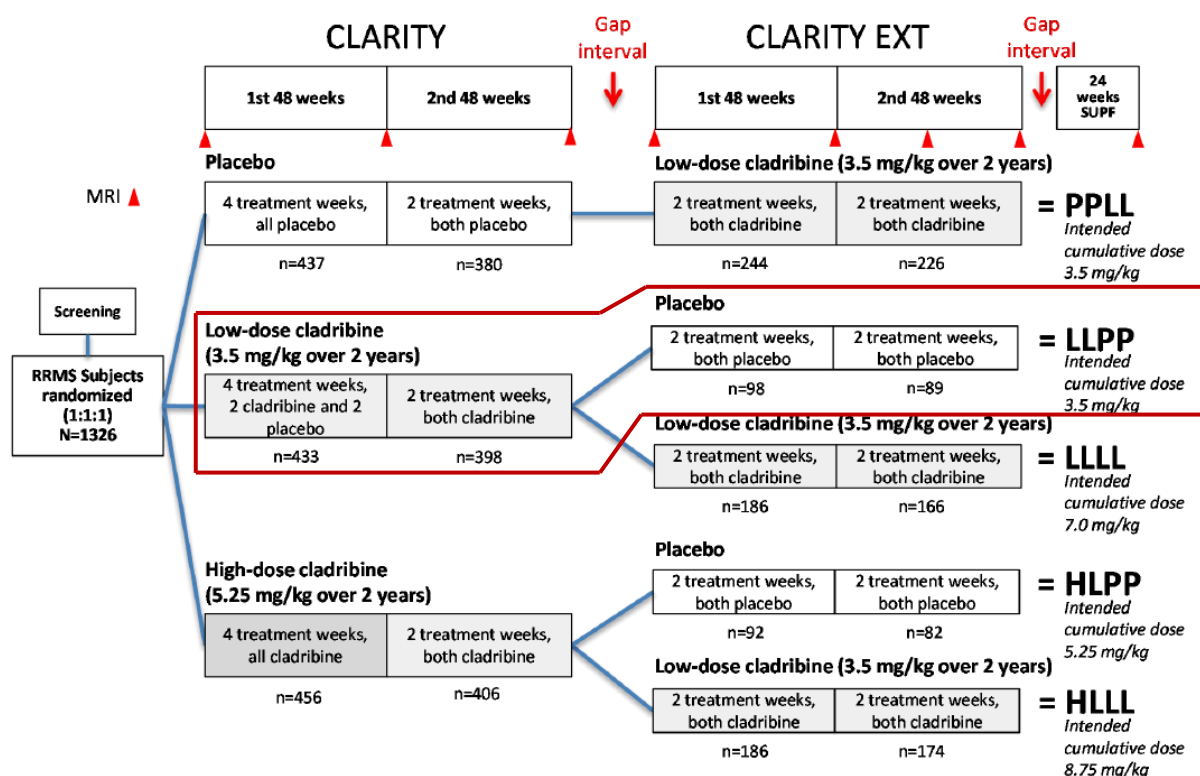 CLARITY
Gap
interval
CLARITY EXT
Gap
interval
1st 48 weeks
2nd 48 weeks
1st 48 weeks
2nd 48 weeks
24
weeks
SUPF
MRI
Placebo
4 treatment weeks,
all placebo
2 treatment weeks,
both placebo
n=437
n=380
Low-dose cladribine (3.5 mg/kg over 2 years)
2 treatment weeks,
both cladribine
2 treatment weeks,
both cladribine
n=244
n=226
= PPLL
Intended
cumulative dose
3.5 mg/kg
Screening
RRMS Subjects
randomized
(1:1:1)
N=1326
Low-dose cladribine
(3.5 mg/kg over 2 years)
4 treatment weeks,
2 cladribine and 2
placebo
2 treatment weeks,
both cladribine
n=433
n=398
Placebo
2 treatment weeks,
both placebo
2 treatment weeks,
both placebo
n=98
n=89
= LLPP
Intended
cumulative dose
3.5 mg/kg
Low-dose cladribine (3.5 mg/kg over 2 years)
2 treatment weeks,
both cladribine
2 treatment weeks,
both cladribine
n=186
n=166
= LLLL
Intended
cumulative dose
7.0 mg/kg
High-dose cladribine
(5.25 mg/kg over 2 years)
4 treatment weeks,
all cladribine
2 treatment weeks,
both cladribine
n=456
n=406
Placebo
2 treatment weeks,
both placebo
2 treatment weeks,
both placebo
n=92
n=82
= HLPP
Intended
cumulative dose
5.25 mg/kg
Low-dose cladribine (3.5 mg/kg over 2 years)
2 treatment weeks,
both cladribine
2 treatment weeks,
both cladribine
n=186
n=174
= HLLL
Intended
cumulative dose
8.75 mg/kg